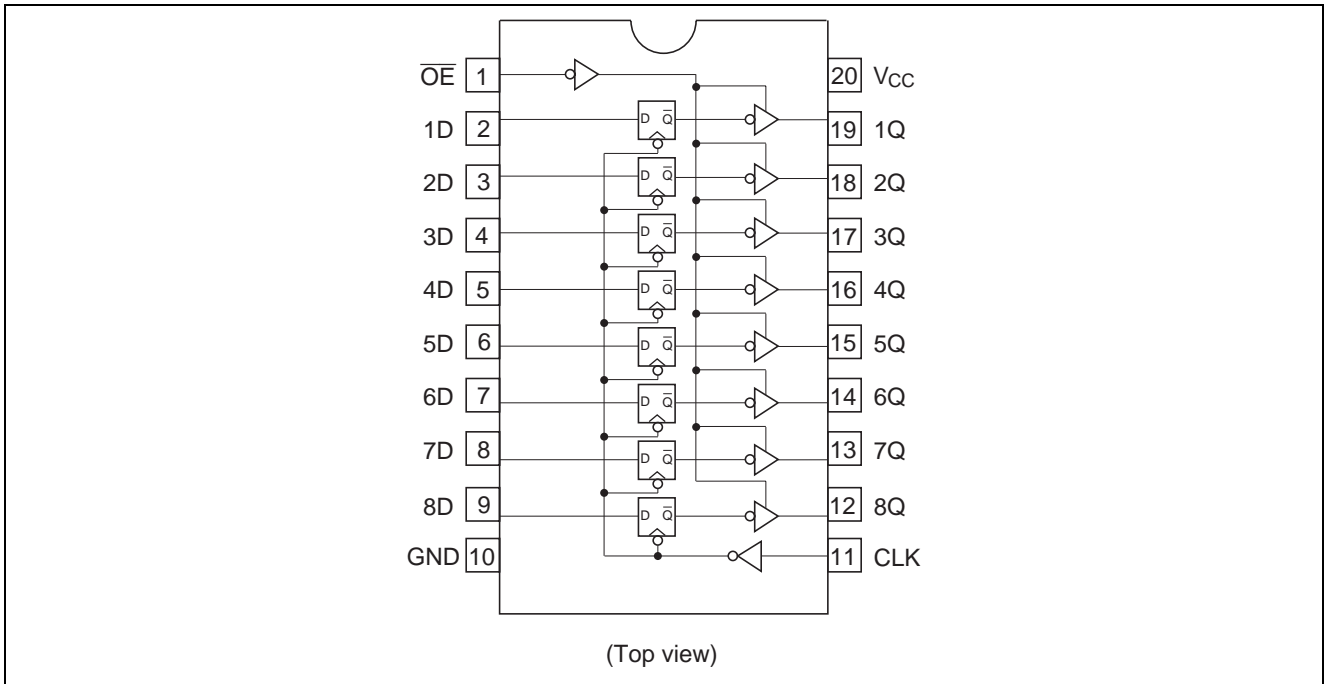 O̅E̅ 1 20 VCC
1D 2 D Q̅ 19 1Q
2D 3 D Q̅ 18 2Q
3D 4 D Q̅ 17 3Q
4D 5 D Q̅ 16 4Q
5D 6 D Q̅ 15 5Q
6D 7 D Q̅ 14 6Q
7D 8 D Q̅ 13 7Q
8D 9 D Q̅ 12 8Q
GND 10 11 CLK
(Top view)